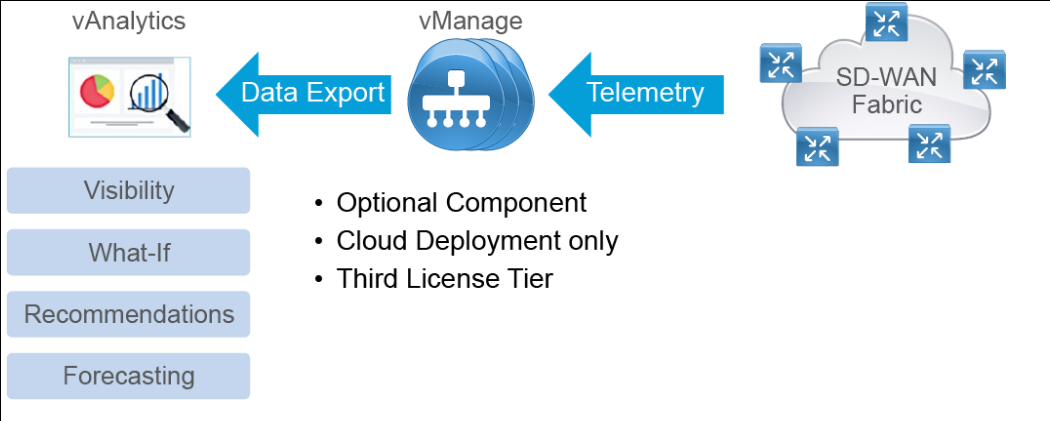 vAnalytics
vManage
Data Export
Telemetry
SD-WAN
Fabric
Visibility
What-If
Recommendations
Forecasting
• Optional Component
• Cloud Deployment only
• Third License Tier